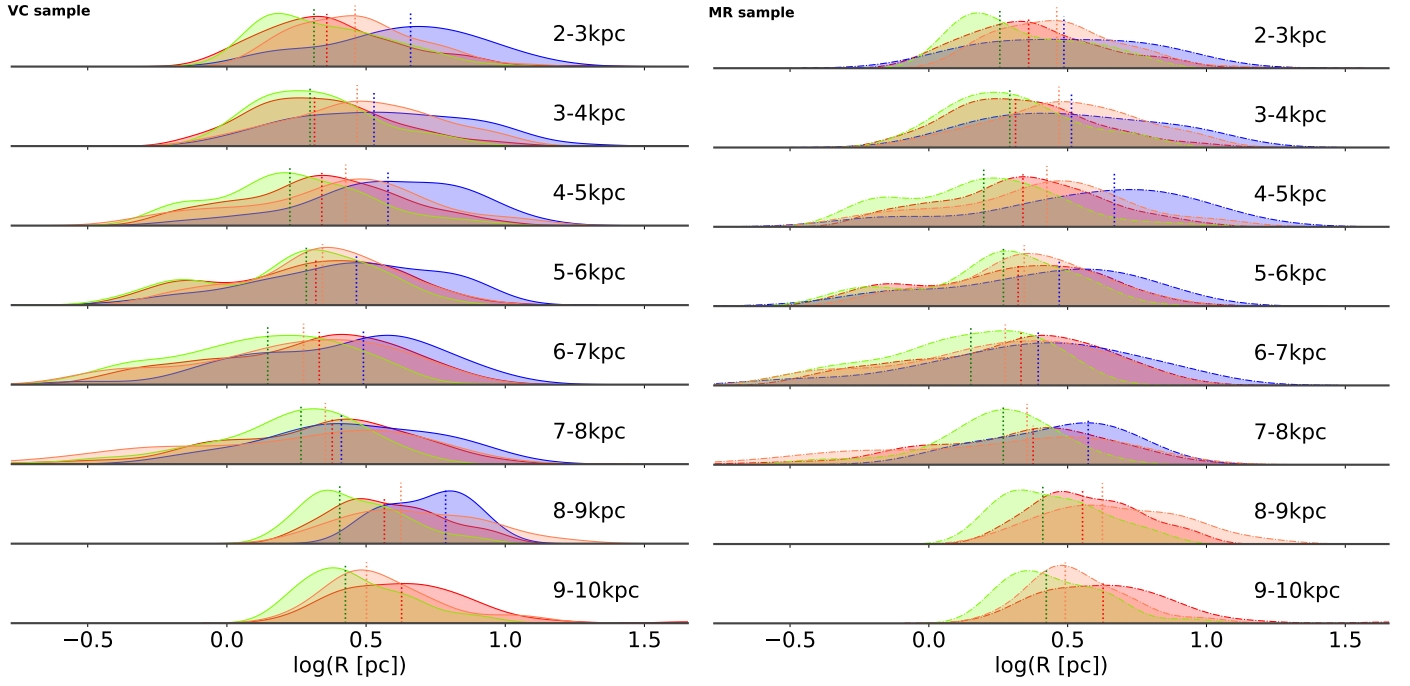 VC sample
2-3kpc
3-4kpc
4-5kpc
5-6kpc
6-7kpc
7-8kpc
8-9kpc
9-10kpc
−0.5 0.0 0.5 1.0 1.5
log(R [pc])
MR sample
2-3kpc
3-4kpc
4-5kpc
5-6kpc
6-7kpc
7-8kpc
8-9kpc
9-10kpc
−0.5 0.0 0.5 1.0 1.5
log(R [pc])